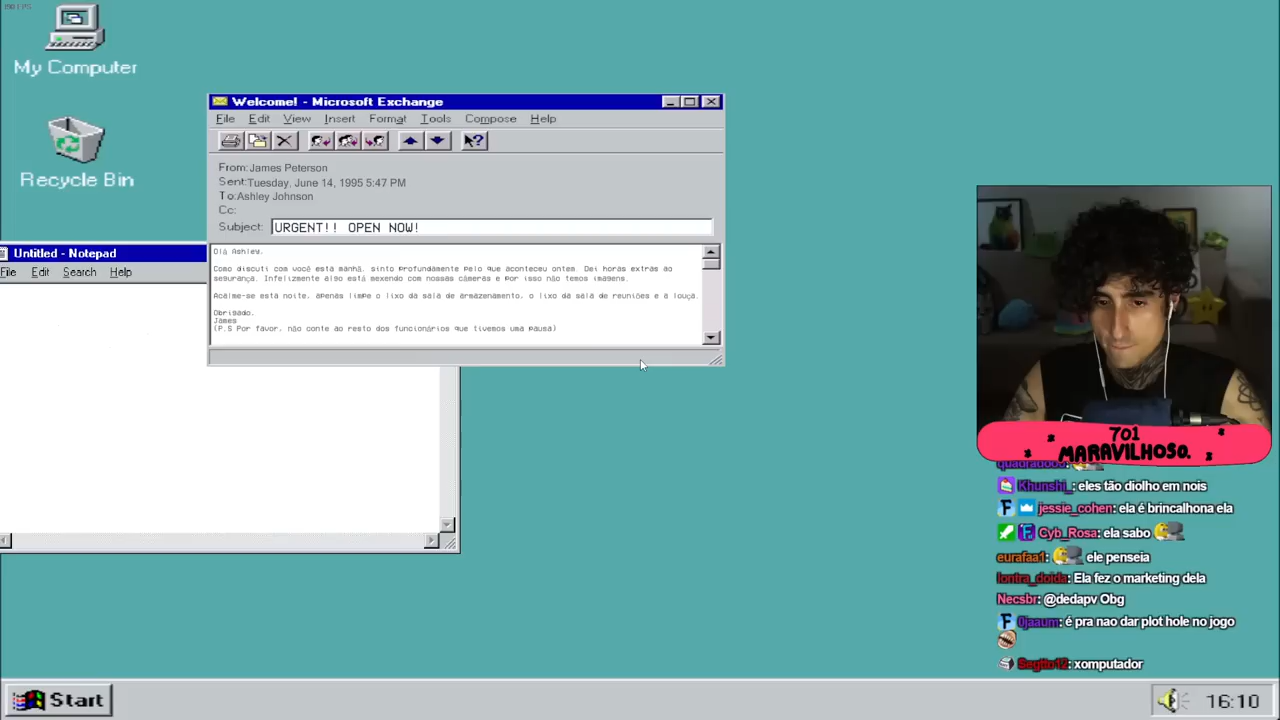 My Computer
Recycle Bin
Welcome! - Microsoft Exchange
File Edit View Insert Format Tools Compose Help
From: James Peterson
Sent: Tuesday, June 14, 1995 5:47 PM
To: Ashley Johnson
Cc:
Subject: URGENT!! OPEN NOW!
Olá Ashley.
Como discuti com você esta manhã, sinto profundamente pelo que aconteceu ontem. Dei horas extras ao
segurança. Infelizmente algo está mexendo com nossas câmeras e por isso não temos imagens.
Acalme-se esta noite, apenas limpe o lixo da sala de armazenamento, o lixo da sala de reuniões e a louça.
Obrigado.
James
(P.S Por favor, não conte ao resto dos funcionários que tivemos uma pausa)
Untitled - Notepad
File Edit Search Help
701
MARAVILHOSO.
Khunshi_: eles tão diolho em nois
jessie_cohen: ela é brincalhona ela
Cyb_Rosa: ela sabo
eurafaa1: ele penseia
lontra_doida: Ela fez o marketing dela
Necsbr: @dedapv Obg
0jaaum: é pra nao dar plot hole no jogo
Segtto12: xomputador
Start
16:10